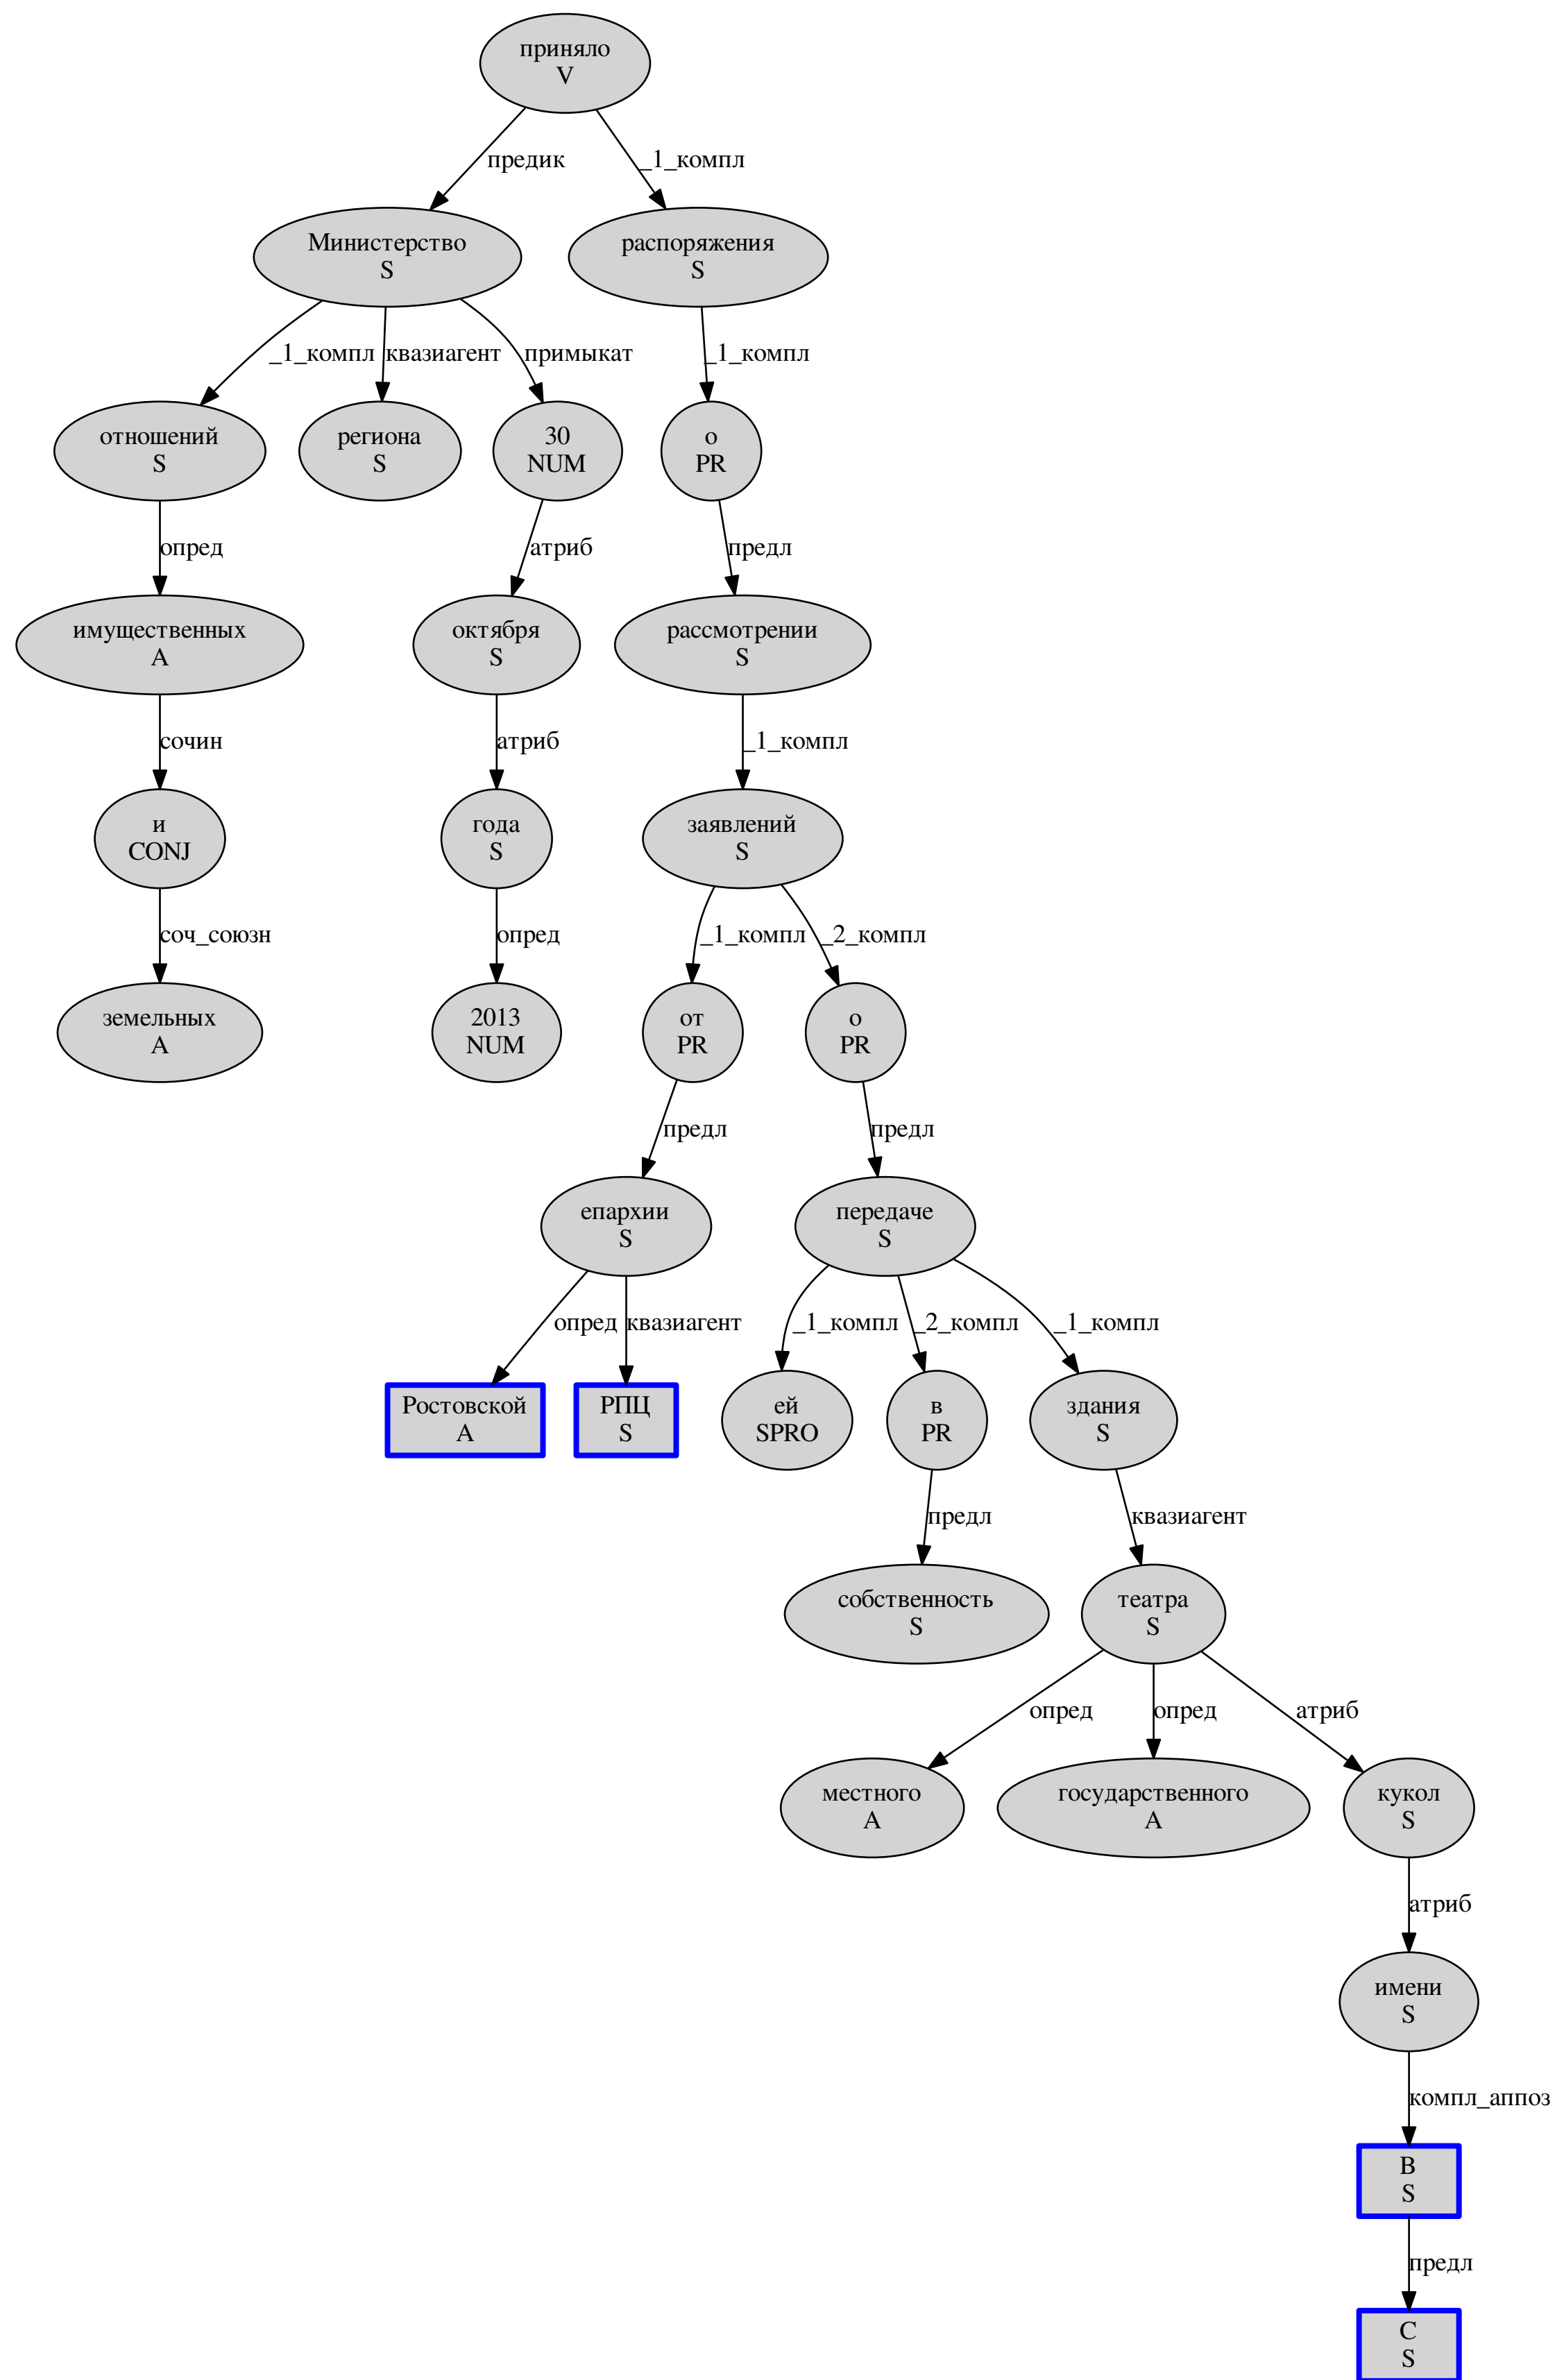 приняло
V
предик
_1_компл
Министерство
S
распоряжения
S
_1_компл
квазиагент
примыкат
_1_компл
отношений
S
региона
S
30
NUM
о
PR
опред
атриб
предл
имущественных
A
октября
S
рассмотрении
S
сочин
атриб
_1_компл
и
CONJ
года
S
заявлений
S
соч_союзн
опред
_1_компл
_2_компл
земельных
A
2013
NUM
от
PR
о
PR
предл
предл
епархии
S
передаче
S
опред
квазиагент
_1_компл
_2_компл
_1_компл
Ростовской
A
РПЦ
S
ей
SPRO
в
PR
здания
S
предл
квазиагент
собственность
S
театра
S
опред
опред
атриб
местного
A
государственного
A
кукол
S
атриб
имени
S
компл_аппоз
В
S
предл
С
S